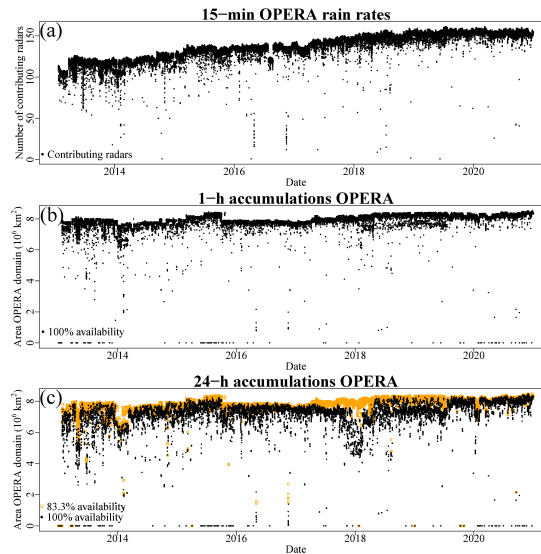 15−min OPERA rain rates
(a)
Number of contributing radars
0 50 100 150
• Contributing radars
2014 2016 2018 2020
Date
1−h accumulations OPERA
(b)
Area OPERA domain (10⁶ km²)
0 2 4 6 8
• 100% availability
2014 2016 2018 2020
Date
24−h accumulations OPERA
(c)
Area OPERA domain (10⁶ km²)
0 2 4 6 8
□ 83.3% availability
• 100% availability
2014 2016 2018 2020
Date